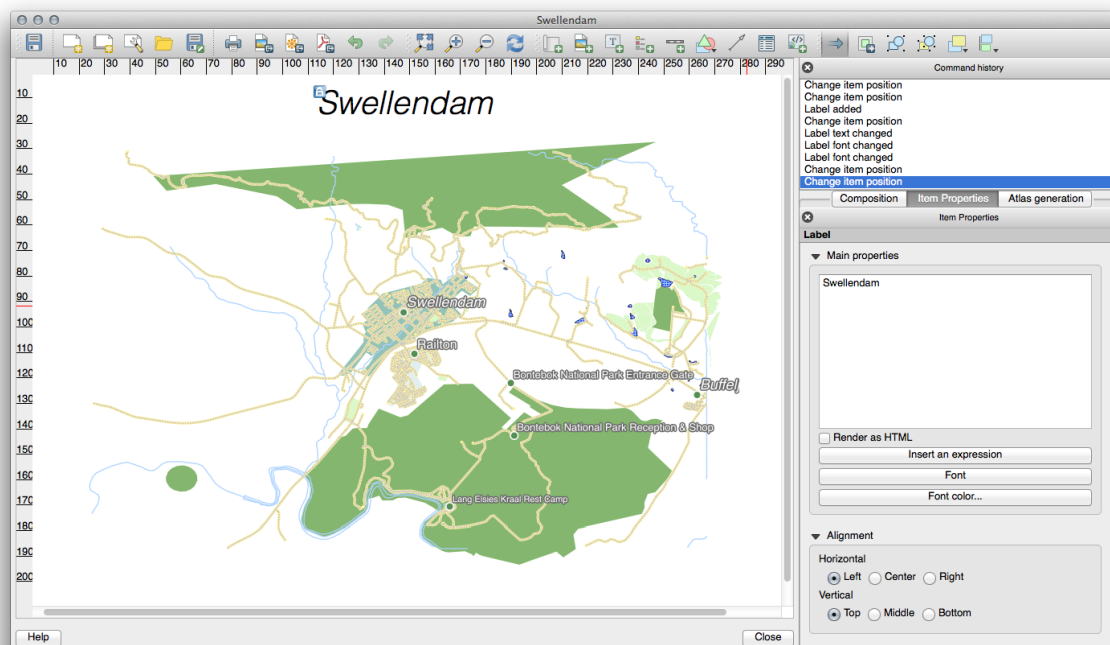 Swellendam
10 20 30 40 50 60 70 80 90 100 110 120 130 140 150 160 170 180 190 200 210 220 230 240 250 260 270 280 290
10
20
30
40
50
60
70
80
90
100
110
120
130
140
150
160
170
180
190
200
Swellendam
Swellendam
Railton
Bontebok National Park Entrance Gate
Buffelj
Bontebok National Park Reception & Shop
Lang Elsies Kraal Rest Camp
Help
Close
Command history
Change item position
Change item position
Label added
Change item position
Label text changed
Label font changed
Label font changed
Change item position
Change item position
Composition Item Properties Atlas generation
Item Properties
Label
Main properties
Swellendam
Render as HTML
Insert an expression
Font
Font color...
Alignment
Horizontal
Left Center Right
Vertical
Top Middle Bottom